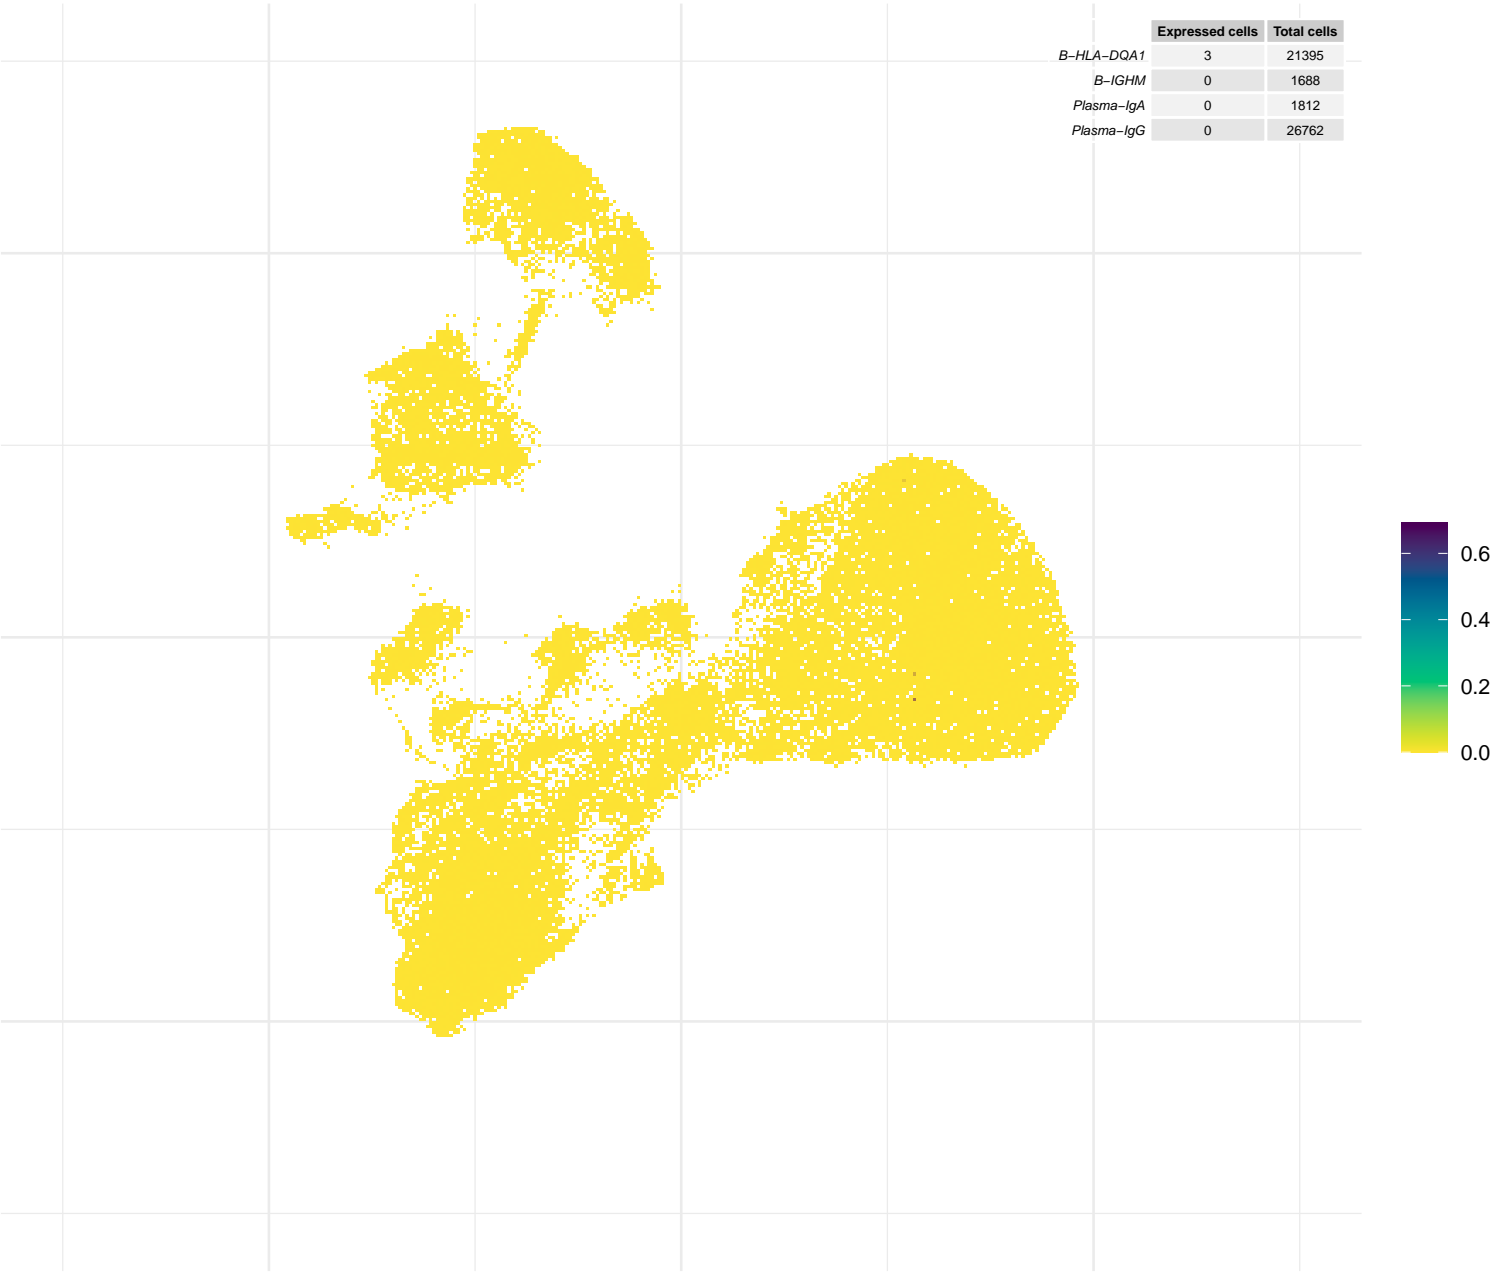 Expressed cells Total cells
B−HLA−DQA1 3 21395
B−IGHM 0 1688
Plasma−IgA 0 1812
Plasma−IgG 0 26762
0.6
0.4
0.2
0.0